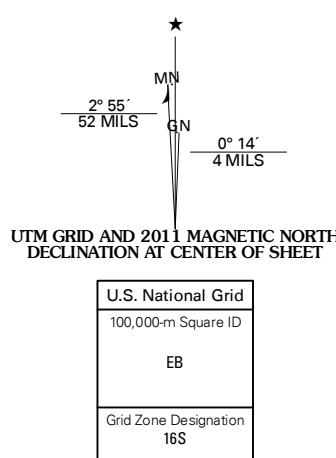 ★
MN
GN
2° 55´
52 MILS
0° 14´
4 MILS
UTM GRID AND 2011 MAGNETIC NORTH
DECLINATION AT CENTER OF SHEET
U.S. National Grid
100,000-m Square ID
EB
Grid Zone Designation
16S